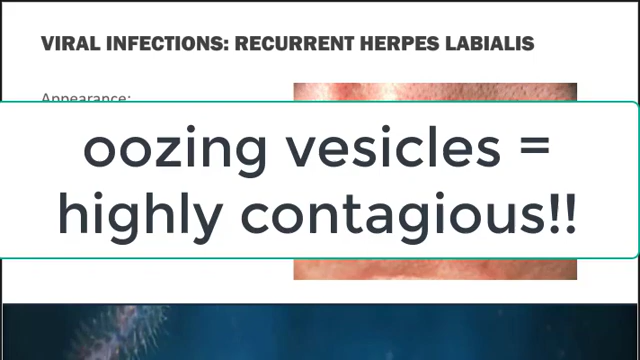 VIRAL INFECTIONS: RECURRENT HERPES LABIALIS
Appearance:
oozing vesicles =
highly contagious!!